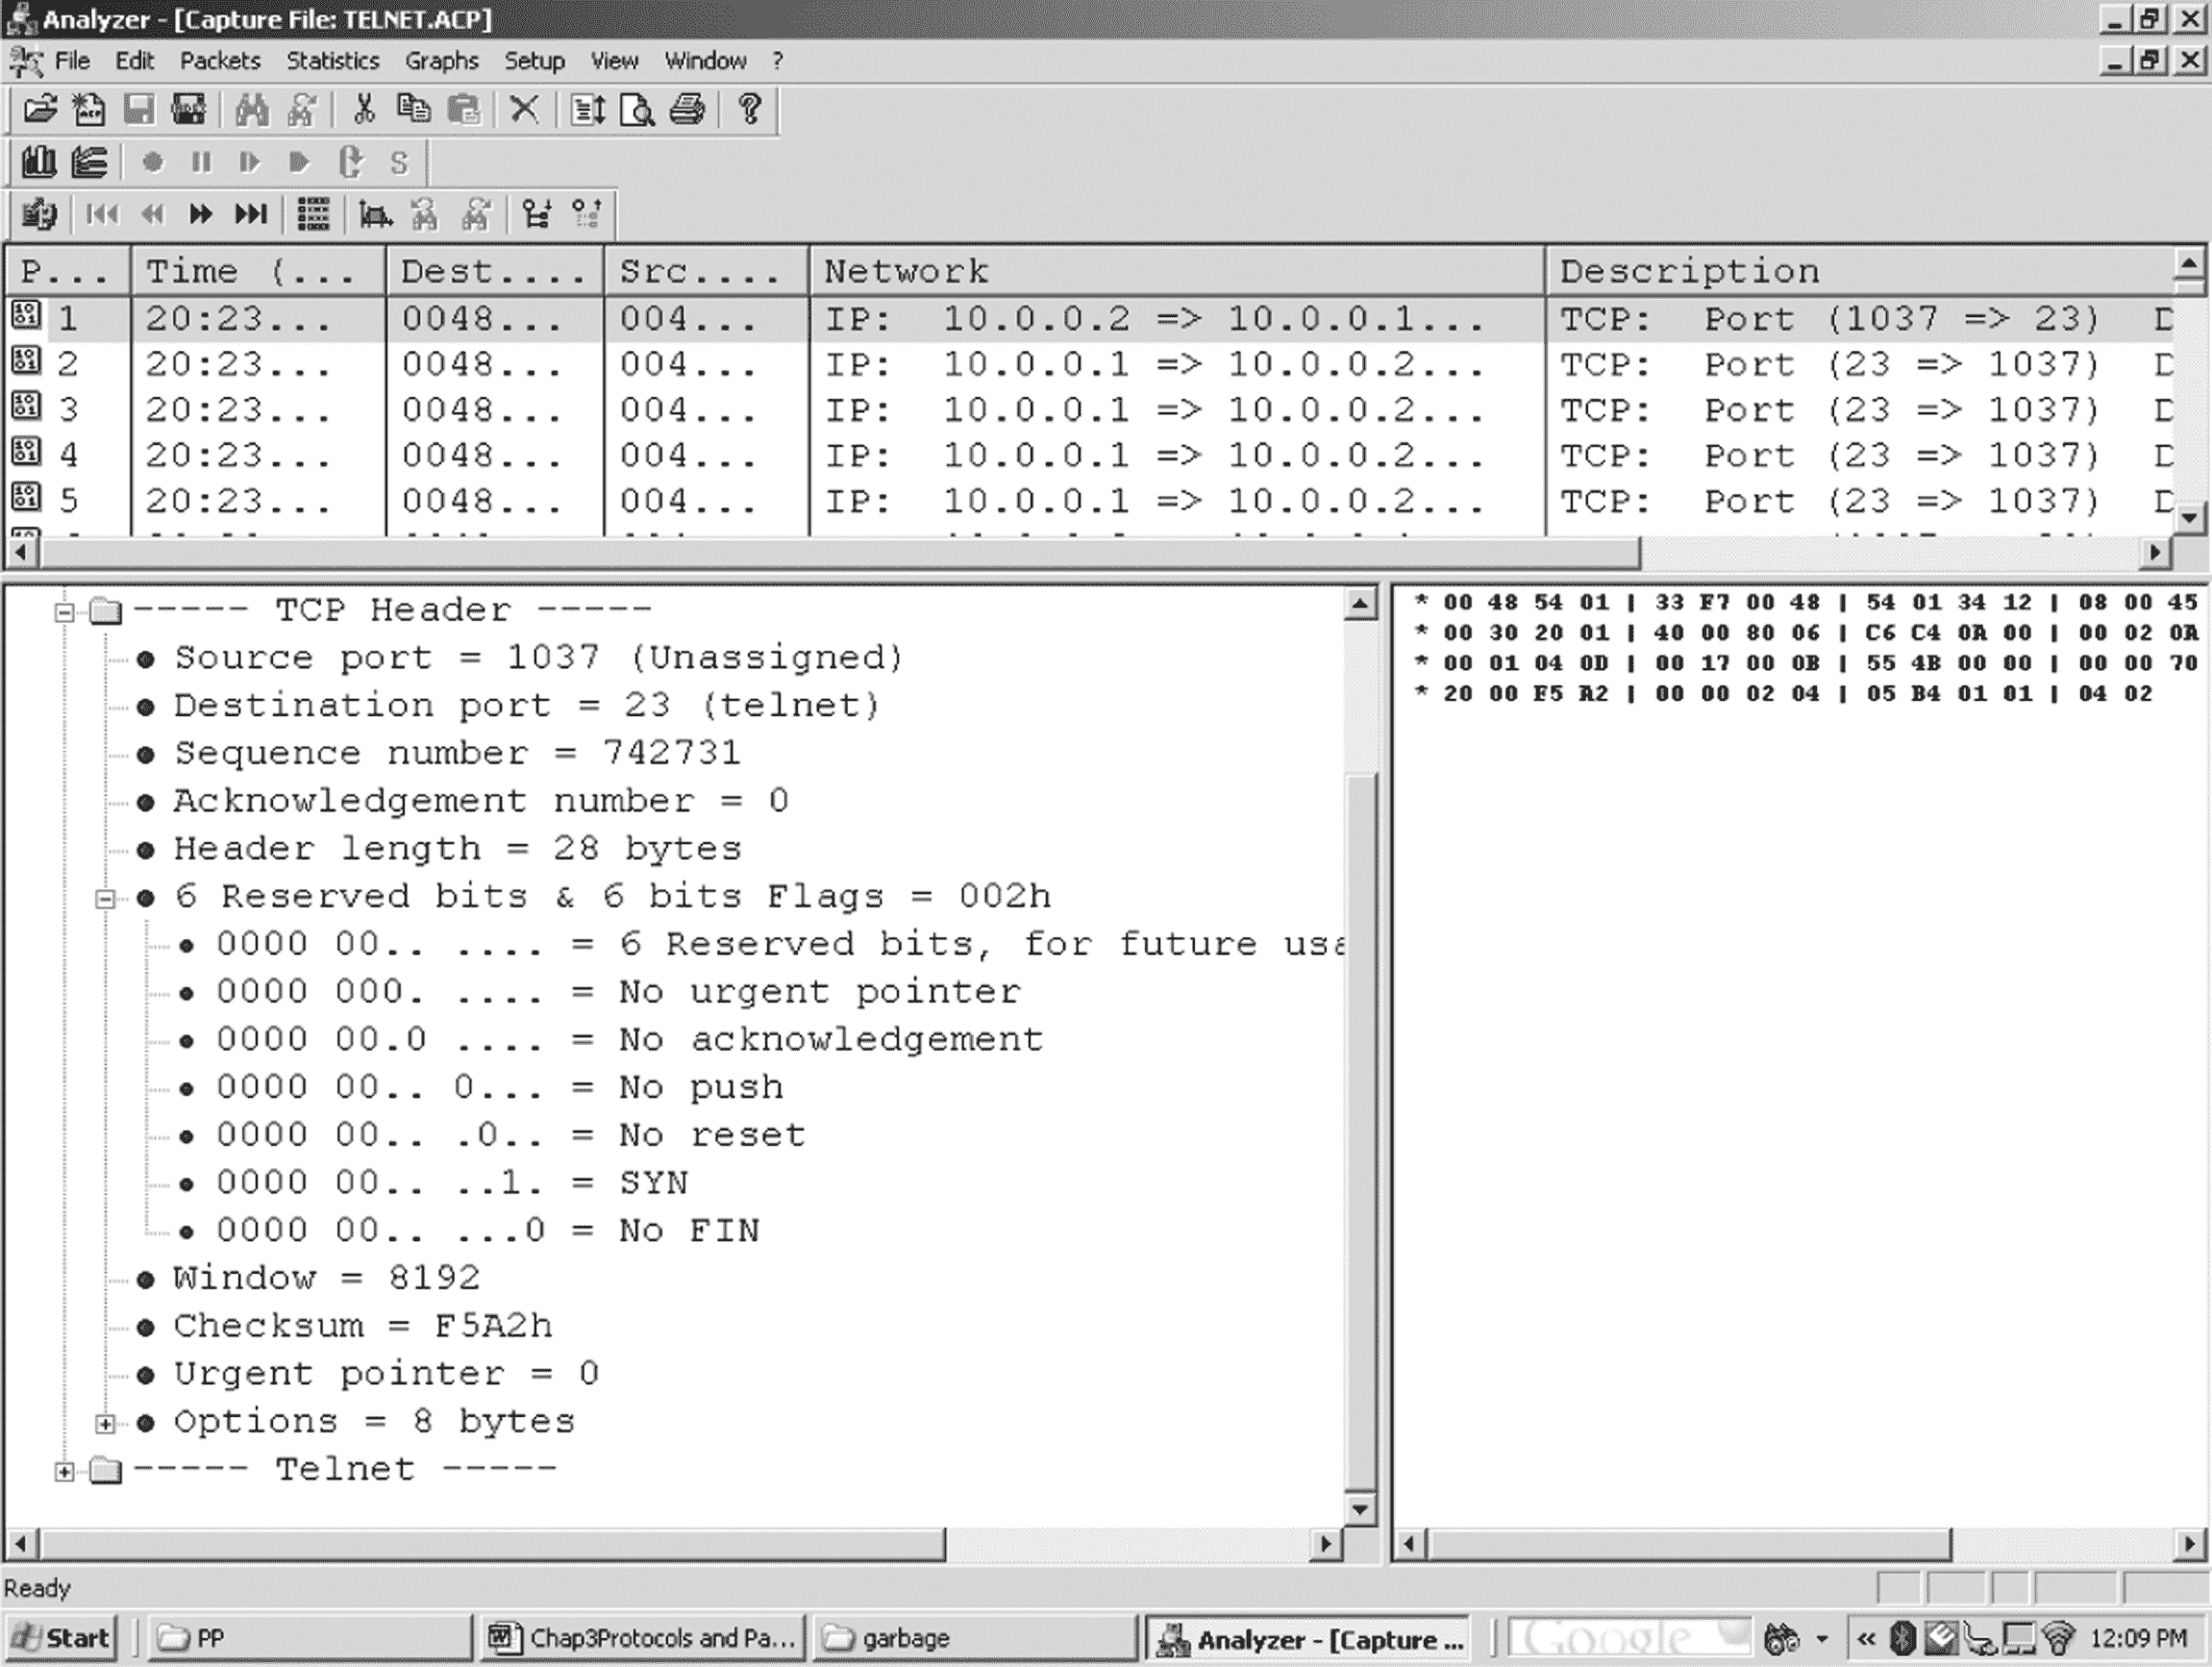 Analyzer - [Capture File: TELNET.ACP]
File Edit Packets Statistics Graphs Setup View Window ?
S
P... Time (... Dest.... Src.... Network Description
1 20:23... 0048... 004... IP: 10.0.0.2 => 10.0.0.1... TCP: Port (1037 => 23) D
2 20:23... 0048... 004... IP: 10.0.0.1 => 10.0.0.2... TCP: Port (23 => 1037) D
3 20:23... 0048... 004... IP: 10.0.0.1 => 10.0.0.2... TCP: Port (23 => 1037) D
4 20:23... 0048... 004... IP: 10.0.0.1 => 10.0.0.2... TCP: Port (23 => 1037) D
5 20:23... 0048... 004... IP: 10.0.0.1 => 10.0.0.2... TCP: Port (23 => 1037) D
----- TCP Header -----
Source port = 1037 (Unassigned)
Destination port = 23 (telnet)
Sequence number = 742731
Acknowledgement number = 0
Header length = 28 bytes
6 Reserved bits & 6 bits Flags = 002h
0000 00.. .... = 6 Reserved bits, for future usa
0000 000. .... = No urgent pointer
0000 00.0 .... = No acknowledgement
0000 00.. 0... = No push
0000 00.. .0.. = No reset
0000 00.. ..1. = SYN
0000 00.. ...0 = No FIN
Window = 8192
Checksum = F5A2h
Urgent pointer = 0
Options = 8 bytes
----- Telnet -----
* 00 48 54 01 | 33 F7 00 48 | 54 01 34 12 | 08 00 45
* 00 30 20 01 | 40 00 80 06 | C6 C4 0A 00 | 00 02 0A
* 00 01 04 0D | 00 17 00 0B | 55 4B 00 00 | 00 00 70
* 20 00 F5 A2 | 00 00 02 04 | 05 B4 01 01 | 04 02
Ready
Start PP Chap3Protocols and Pa... garbage Analyzer - [Capture ... Google « 12:09 PM